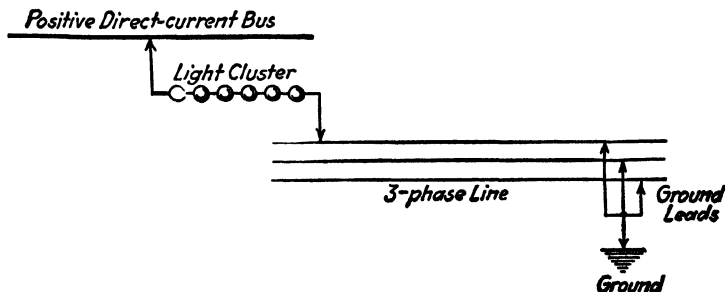 Positive Direct-current Bus
Light Cluster
3-phase Line
Ground
Leads
Ground